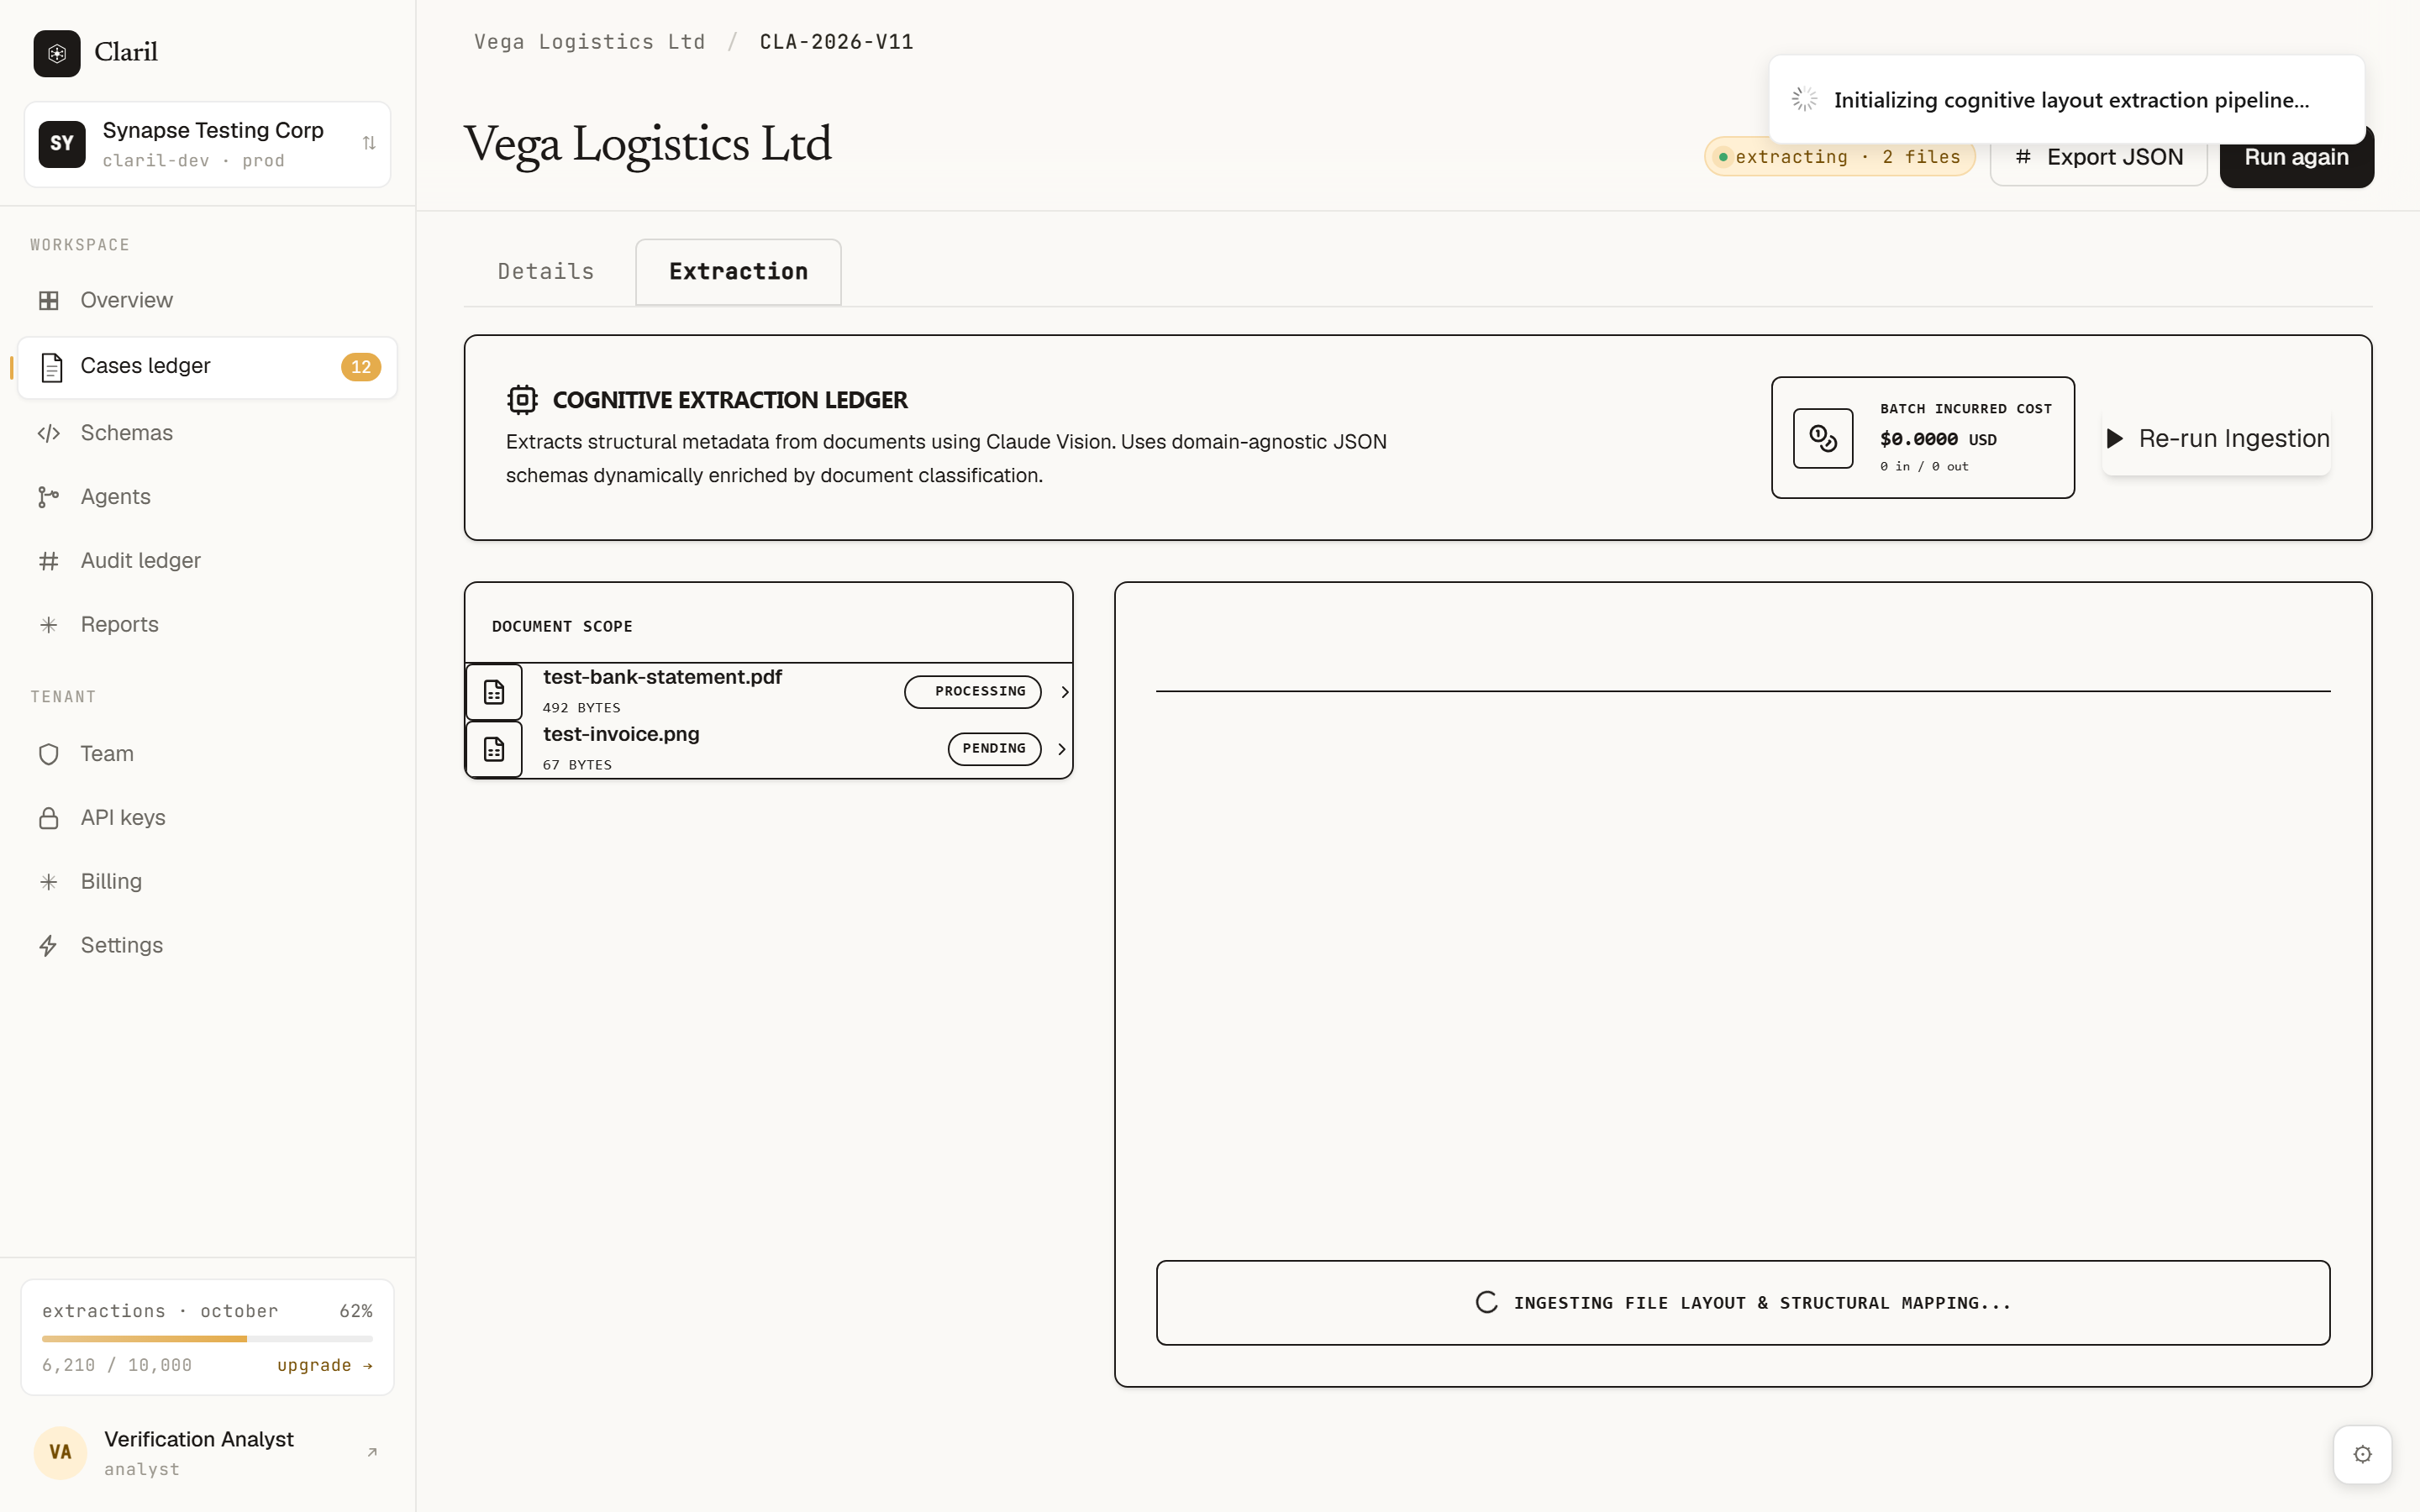 Claril
SY
Synapse Testing Corp
claril-dev · prod
WORKSPACE
Overview
Cases ledger
12
Schemas
Agents
Audit ledger
Reports
TENANT
Team
API keys
Billing
Settings
extractions · october
62%
6,210 / 10,000
upgrade →
VA
Verification Analyst
analyst
Vega Logistics Ltd / CLA-2026-V11
Initializing cognitive layout extraction pipeline...
Vega Logistics Ltd
extracting · 2 files
# Export JSON
Run again
Details
Extraction
COGNITIVE EXTRACTION LEDGER
Extracts structural metadata from documents using Claude Vision. Uses domain-agnostic JSON
schemas dynamically enriched by document classification.
BATCH INCURRED COST
$0.0000 USD
0 in / 0 out
Re-run Ingestion
DOCUMENT SCOPE
test-bank-statement.pdf
492 BYTES
PROCESSING
test-invoice.png
67 BYTES
PENDING
INGESTING FILE LAYOUT & STRUCTURAL MAPPING...